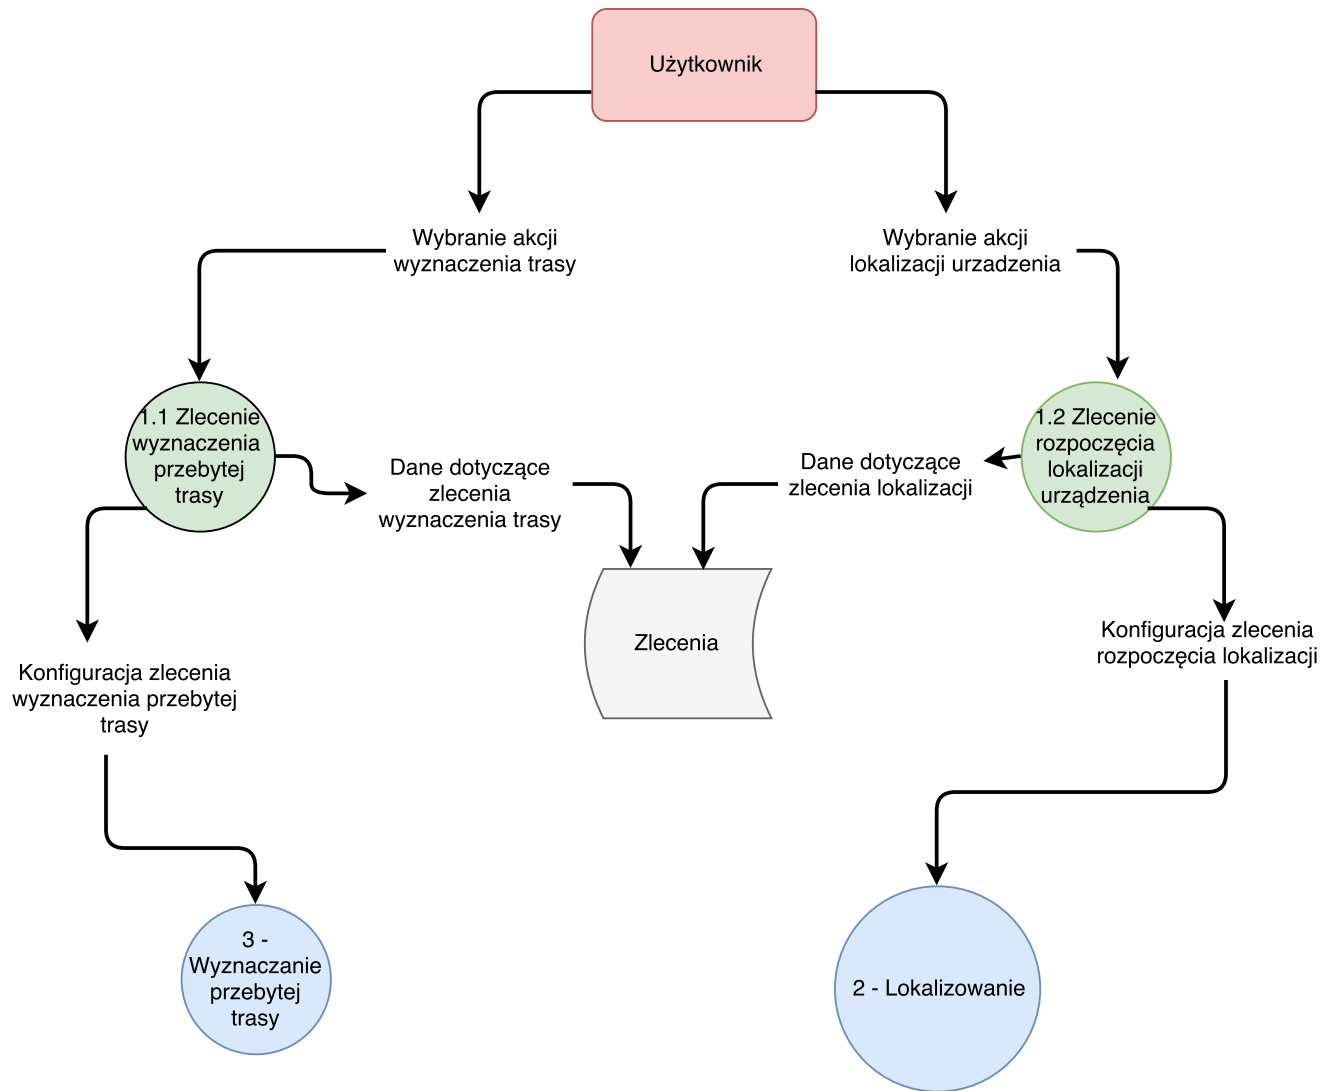 Użytkownik
Wybranie akcji
wyznaczenia trasy
Wybranie akcji
lokalizacji urzadzenia
1.1 Zlecenie
wyznaczenia
przebytej
trasy
Dane dotyczące
zlecenia
wyznaczenia trasy
Dane dotyczące
zlecenia lokalizacji
1.2 Zlecenie
rozpoczęcia
lokalizacji
urządzenia
Zlecenia
Konfiguracja zlecenia
wyznaczenia przebytej
trasy
Konfiguracja zlecenia
rozpoczęcia lokalizacji
3 -
Wyznaczanie
przebytej
trasy
2 - Lokalizowanie